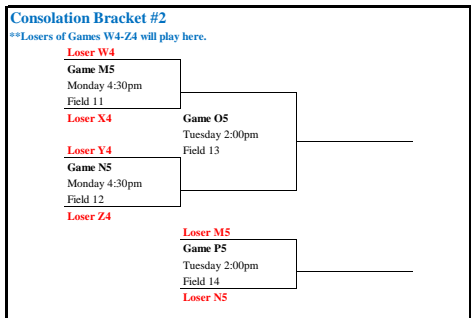 Consolation Bracket #2
**Losers of Games W4-Z4 will play here.
Loser W4
Game M5
Monday 4:30pm
Field 11
Loser X4
Game O5
Tuesday 2:00pm
Field 13
Loser Y4
Game N5
Monday 4:30pm
Field 12
Loser Z4
Loser M5
Game P5
Tuesday 2:00pm
Field 14
Loser N5